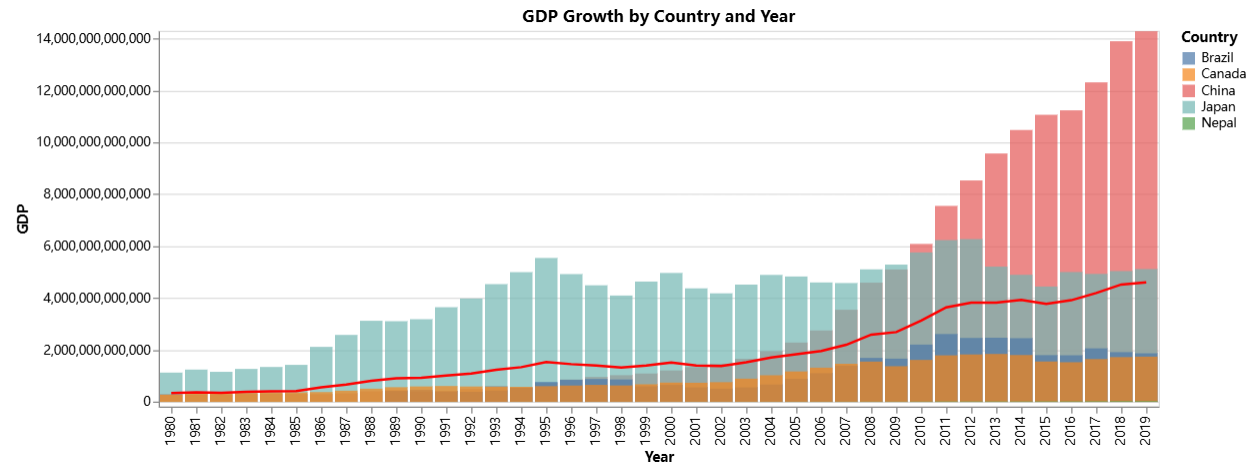 GDP Growth by Country and Year
Country
Brazil
Canada
China
Japan
Nepal
GDP
14,000,000,000,000
12,000,000,000,000
10,000,000,000,000
8,000,000,000,000
6,000,000,000,000
4,000,000,000,000
2,000,000,000,000
0
1980 1981 1982 1983 1984 1985 1986 1987 1988 1989 1990 1991 1992 1993 1994 1995 1996 1997 1998 1999 2000 2001 2002 2003 2004 2005 2006 2007 2008 2009 2010 2011 2012 2013 2014 2015 2016 2017 2018 2019
Year